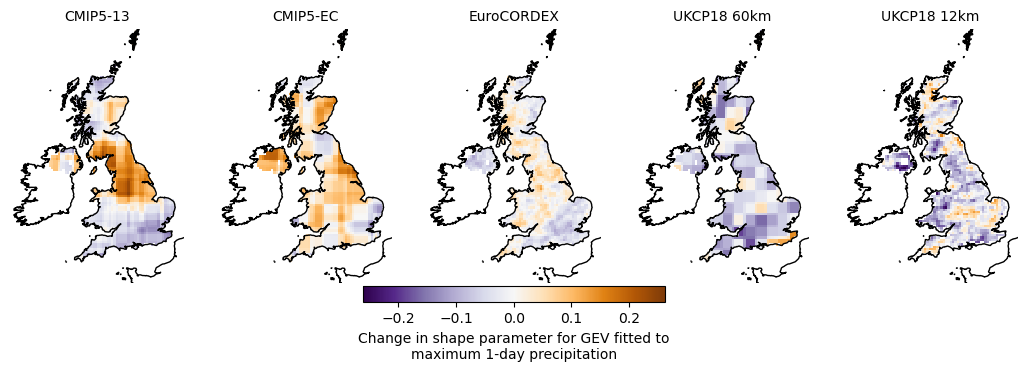 CMIP5-13
CMIP5-EC
EuroCORDEX
UKCP18 60km
UKCP18 12km
−0.2
−0.1
0.0
0.1
0.2
Change in shape parameter for GEV fitted to
maximum 1-day precipitation